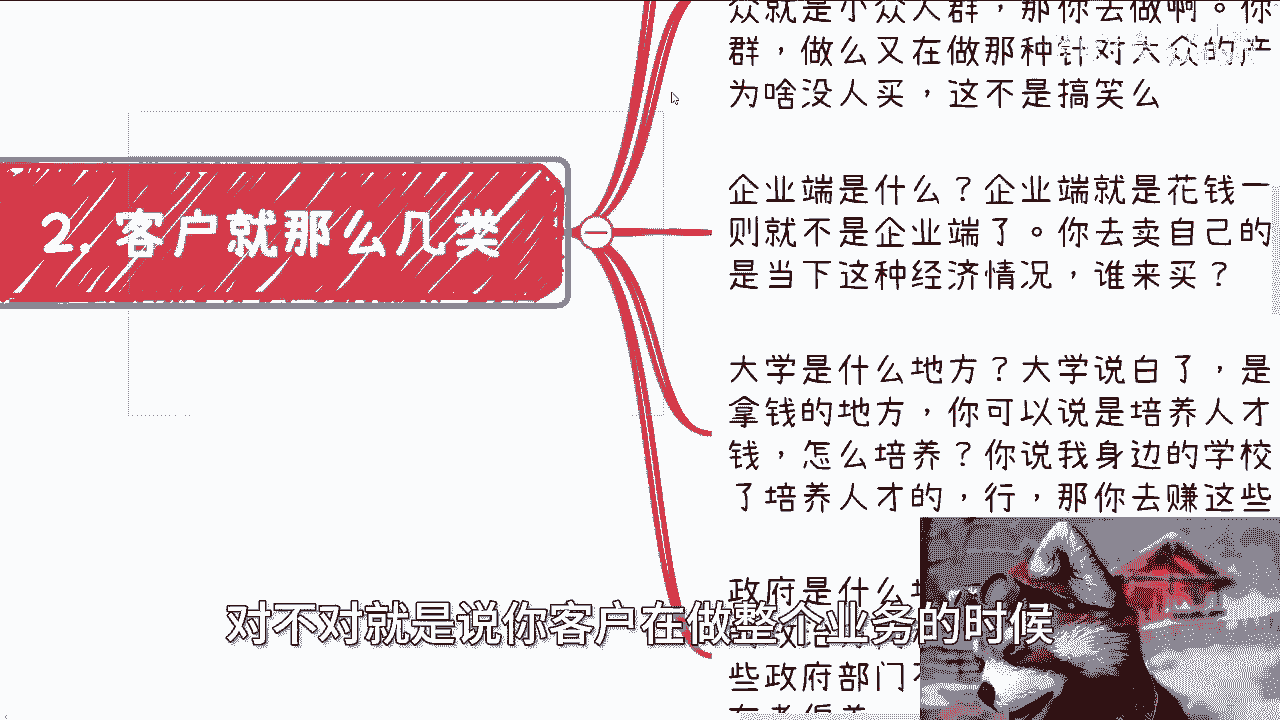 众就是小众人群，那你去做啊。你
群，做么又在做那种针对大众的产
为啥没人买，这不是搞笑么
2. 客户就那么几类
企业端是什么？企业端就是花钱一
则就不是企业端了。你去卖自己的
是当下这种经济情况，谁来买？
大学是什么地方？大学说白了，是
拿钱的地方，你可以说是培养人才
钱，怎么培养？你说我身边的学校
了培养人才的，行，那你去赚这些
政府是什么
些政府部门
对不对就是说你客户在做整个业务的时候